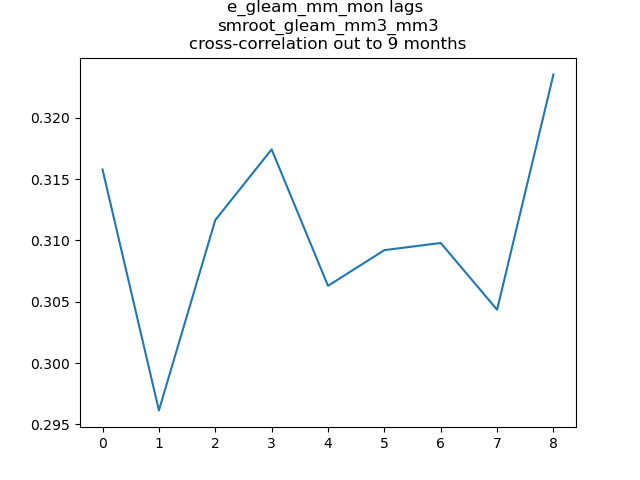 e_gleam_mm_mon lags
smroot_gleam_mm3_mm3
cross-correlation out to 9 months
0.320
0.315
0.310
0.305
0.300
0.295
0 1 2 3 4 5 6 7 8